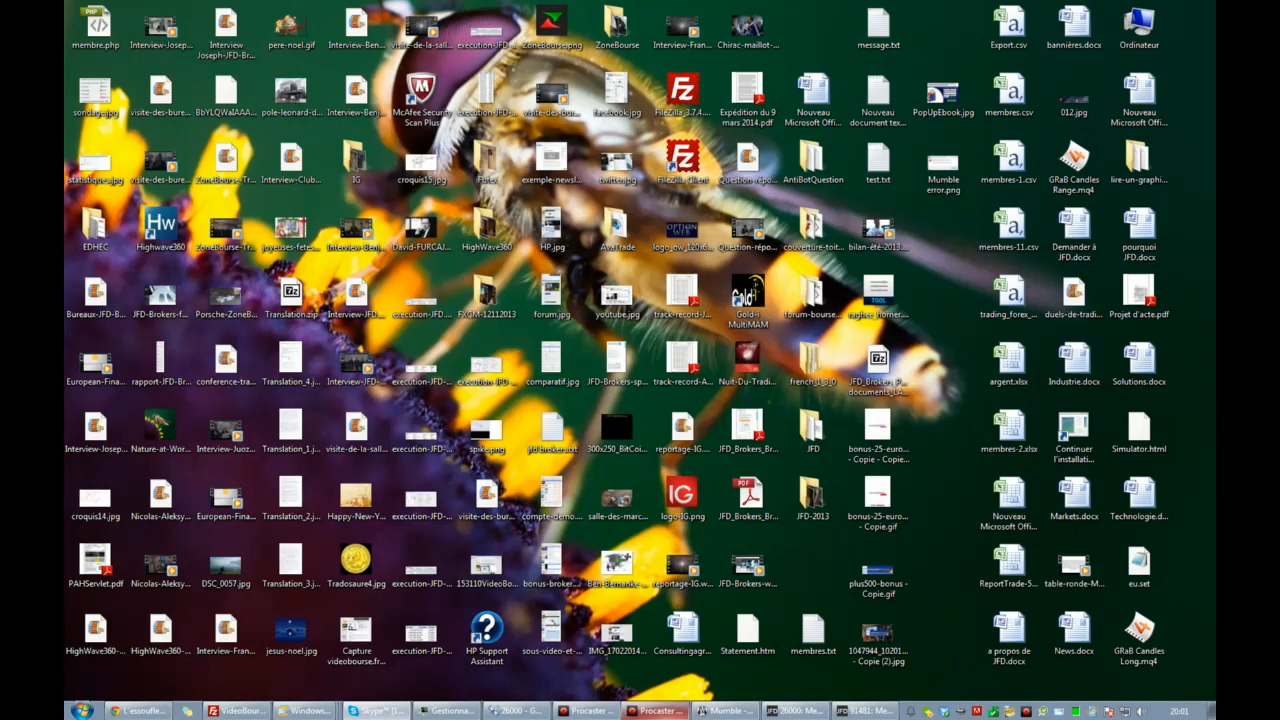 membre.php Interview-Josep... Interview Joseph-JFD-Br... pere-noel.gif Interview-Ben... visite-de-la-sall... execution-JFD-... ZoneBourse.png ZoneBourse Interview-Fran... Chirac-maillot-... message.txt Export.csv bannières.docx Ordinateur
sondage.jpg visite-des-bure... BbYLQWaIAAA... pole-leonard-d... Interview-Benj... McAfee Security Scan Plus execution-JFD-... visite-des-bur... facebook.jpg FileZilla_3.7.4.... Expédition du 9 mars 2014.pdf Nouveau Microsoft Offi... Nouveau document tex... PopUpEbook.jpg membres.csv 012.jpg Nouveau Microsoft Offi...
statistiques.jpg visite-des-bure... ZoneBourse-Tr... Interview-Club... IG croquis15.jpg Futex exemple-newsl... twitter.jpg FileZilla Client Question-répo... AntiBotQuestion test.txt Mumble error.png membres-1.csv GRaB Candles Range.mq4 lire-un-graphi...
EDHEC Highwave360 ZoneBourse-Tr... joyeuses-fetes... Interview-Benj... David-FURCAJ... HighWave360 HP.jpg AvaTrade logo_ow_120x6... Question-répo... couverture-toit... bilan-été-2013... membres-11.csv Demander à JFD.docx pourquoi JFD.docx
Bureaux-JFD-B... JFD-Brokers-f... Porsche-ZoneB... Translation.zip Interview-JFD... execution-JFD-... FXCM-12112013 forum.jpg youtube.jpg track-record-J... Gold-i MultiMAM forum-bourse... raghee_horner... trading_forex_... duels-de-tradi... Projet d'acte.pdf
European-Fina... rapport-JFD-Br... conference-tra... Translation_4.j... Interview-JFD-... execution-JFD-... execution-JFD-... comparatif.jpg JFD-Brokers-sp... track-record-A... Nuit-Du-Tradi... french_1_3_0 JFD_Brokers_P... documents_LA... argent.xlsx Industrie.docx Solutions.docx
Interview-Josep... Nature-at-Wor... Interview-Juoz... Translation_1.j... visite-de-la-sall... execution-JFD-... spike.png jfd brokers.txt 300x250_BitCoi... reportage-IG.... JFD_Brokers_Br... JFD bonus-25-euro... - Copie - Copie... membres-2.xlsx Continuer l'installati... Simulator.html
croquis14.jpg Nicolas-Aleksy... European-Fina... Translation_2.j... Happy-New-Y... execution-JFD-... visite-des-bur... compte-demo... salle-des-marc... logo-IG.png JFD_Brokers_Br... JFD-2013 bonus-25-euro... - Copie.gif Nouveau Microsoft Offi... Markets.docx Technologie.d...
PAHServlet.pdf Nicolas-Aleksy... DSC_0057.jpg Translation_3.j... Tradosaure4.jpg execution-JFD-... 153110VideoBo... bonus-broker... Ben-Bernanke-... reportage-IG.w... JFD-Brokers-w... plus500-bonus - Copie.gif ReportTrade-5... table-ronde-M... eu.set
HighWave360-... HighWave360-... Interview-Fran... jesus-noel.jpg Capture videobourse.fr... execution-JFD-... HP Support Assistant sous-video-et-... IMG_17022014... Consultingagr... Statement.htm membres.txt 1047944_10201... - Copie (2).jpg a propos de JFD.docx News.docx GRaB Candles Long.mq4
L'essoufle... VideoBour... Windows... Skype™ [1... Gestionna... 26000 - G... Procaster ... Procaster ... Mumble -... 26000: Me... 91481: Me... 20:01